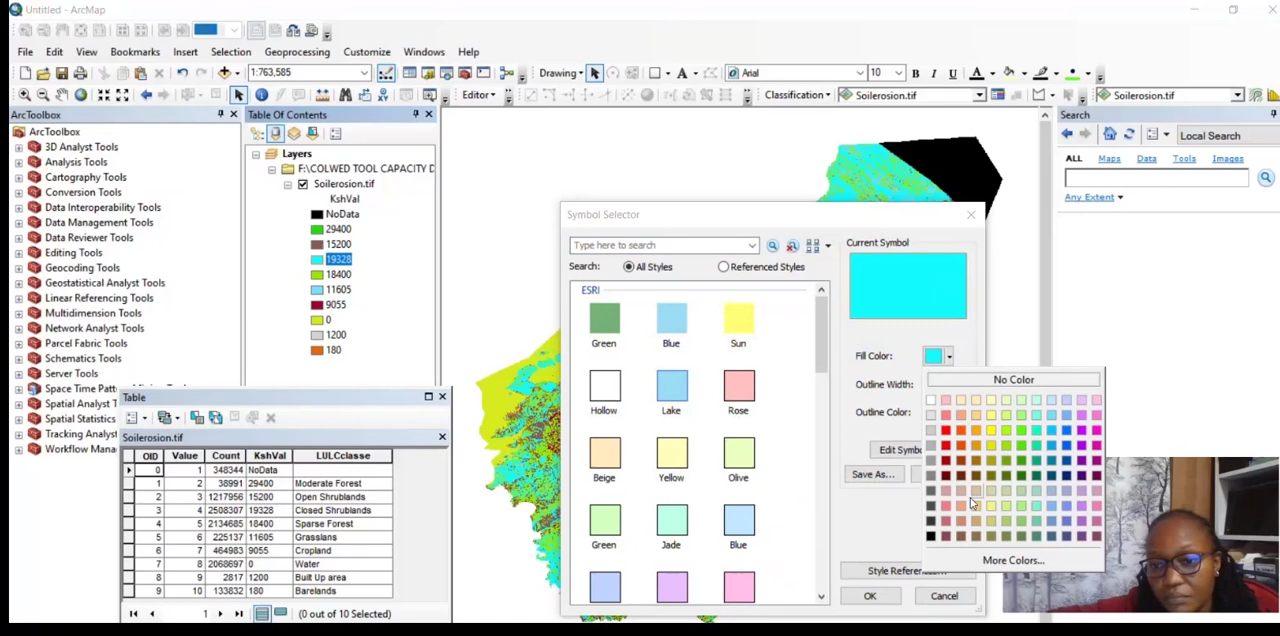 Untitled - ArcMap
File Edit View Bookmarks Insert Selection Geoprocessing Customize Windows Help
1:763,585 Drawing Arial 10 B I U A
Editor Classification Soilerosion.tif Soilerosion.tif
ArcToolbox
ArcToolbox
3D Analyst Tools
Analysis Tools
Cartography Tools
Conversion Tools
Data Interoperability Tools
Data Management Tools
Data Reviewer Tools
Editing Tools
Geocoding Tools
Geostatistical Analyst Tools
Linear Referencing Tools
Multidimension Tools
Network Analyst Tools
Parcel Fabric Tools
Schematics Tools
Server Tools
Space Time Patt
Spatial Analyst T
Spatial Statistics
Tracking Analyst
Workflow Mana
Table Of Contents
Layers
F:\COLWED TOOL CAPACITY D
Soilerosion.tif
KshVal
NoData
29400
15200
19328
18400
11605
9055
0
1200
180
Table
Soilerosion.tif
OID Value Count KshVal LULCclasse
0 1 348344 NoData
1 2 38991 29400 Moderate Forest
2 3 1217956 15200 Open Shrublands
3 4 2508307 19328 Closed Shrublands
4 5 2134685 18400 Sparse Forest
5 6 225137 11605 Grasslans
6 7 464983 9055 Cropland
7 8 2068697 0 Water
8 9 2817 1200 Built Up area
9 10 133832 180 Barelands
1 (0 out of 10 Selected)
Symbol Selector
Type here to search
Search: All Styles Referenced Styles
ESRI
Green Blue Sun
Hollow Lake Rose
Beige Yellow Olive
Green Jade Blue
Current Symbol
Fill Color:
Outline Width:
Outline Color:
Edit Symbo
Save As...
Style Referen
OK Cancel
No Color
More Colors...
Search
Local Search
ALL Maps Data Tools Images
Any Extent